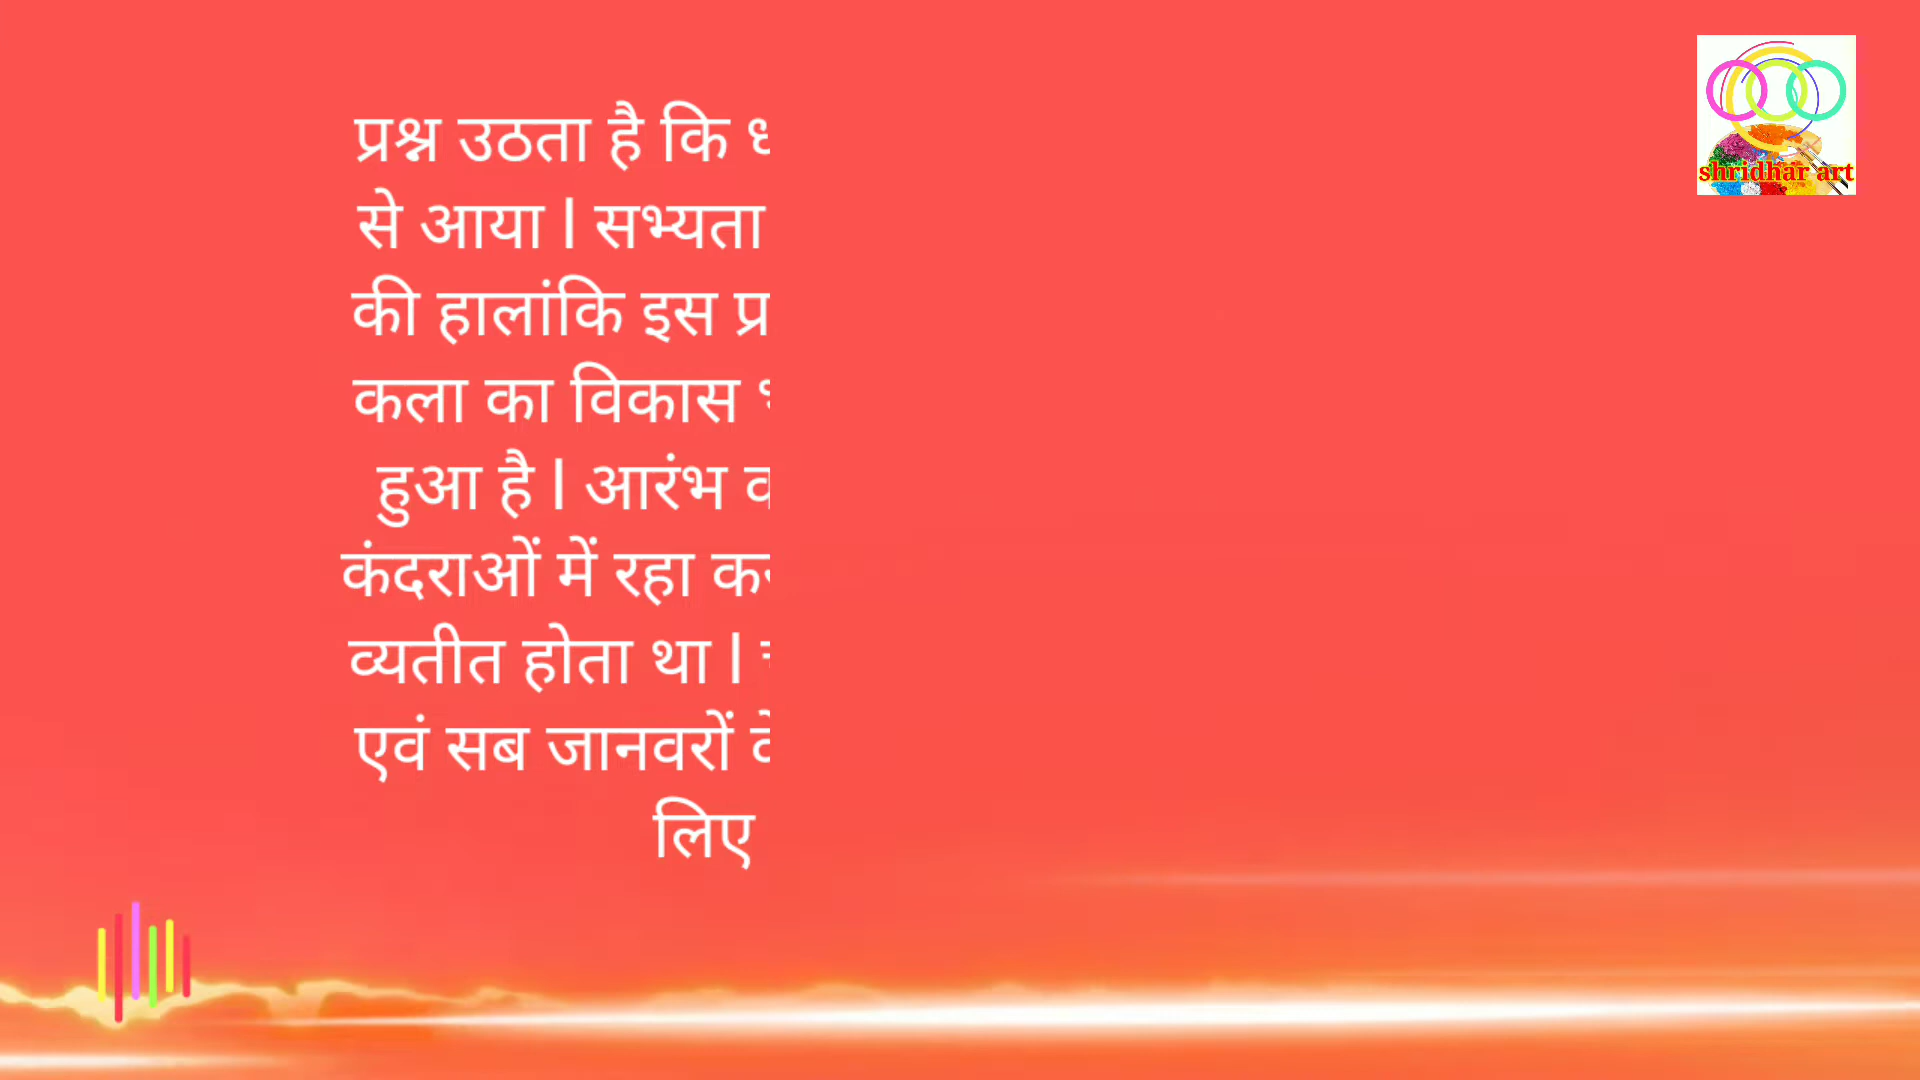 प्रश्न उठता है कि
से आया l सभ्यता
की हालांकि इस
कला का विकास
हुआ है l आरंभ
कंदराओं में रहा
व्यतीत होता था l
एवं सब जानवरों
लिए
shridhar art